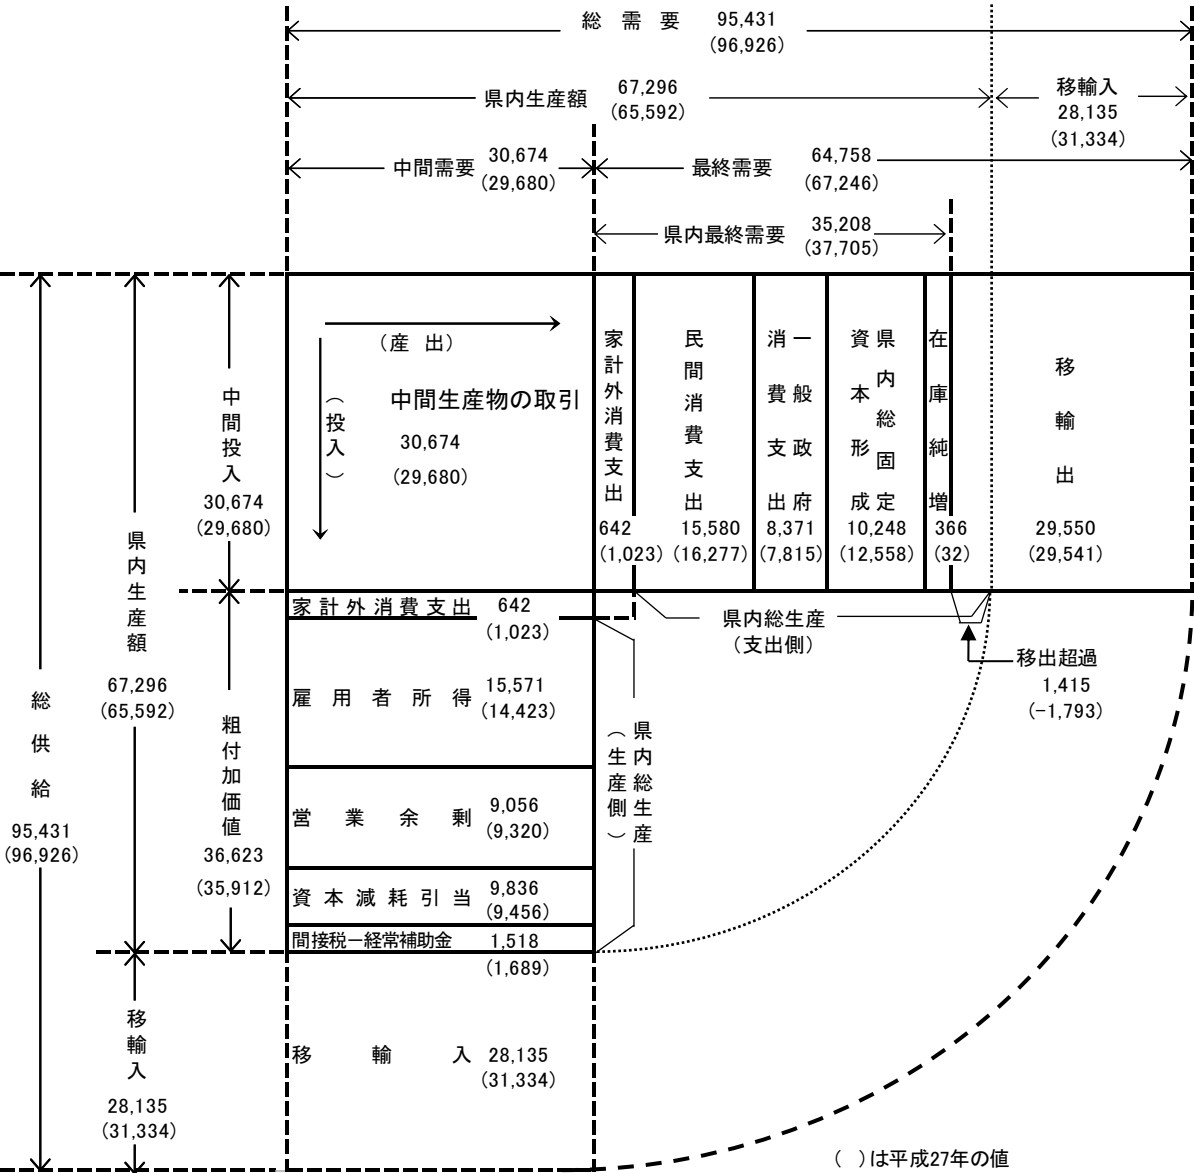 総需要 95,431
(96,926)
県内生産額 67,296
(65,592)
移輸入
28,135
(31,334)
中間需要 30,674
(29,680)
最終需要 64,758
(67,246)
県内最終需要 35,208
(37,705)
(産出)
(投入)
中間生産物の取引
30,674
(29,680)
家計外消費支出
642
(1,023)
民間消費支出
15,580
(16,277)
一般政府
消費支出
8,371
(7,815)
県内総固定
資本形成
10,248
(12,558)
在庫純増
366
(32)
移輸出
29,550
(29,541)
中間投入
30,674
(29,680)
県内生産額
67,296
(65,592)
総供給
95,431
(96,926)
粗付加価値
36,623
(35,912)
移輸入
28,135
(31,334)
家計外消費支出 642
(1,023)
雇用者所得 15,571
(14,423)
営業余剰 9,056
(9,320)
資本減耗引当 9,836
(9,456)
間接税ー経常補助金 1,518
(1,689)
移輸入 28,135
(31,334)
県内総生産
(支出側)
県内総生産
(生産側)
移出超過
1,415
(-1,793)
( )は平成27年の値